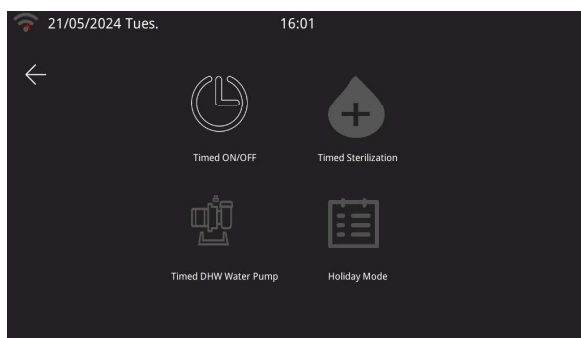 21/05/2024 Tues. 16:01
Timed ON/OFF Timed Sterilization
Timed DHW Water Pump Holiday Mode